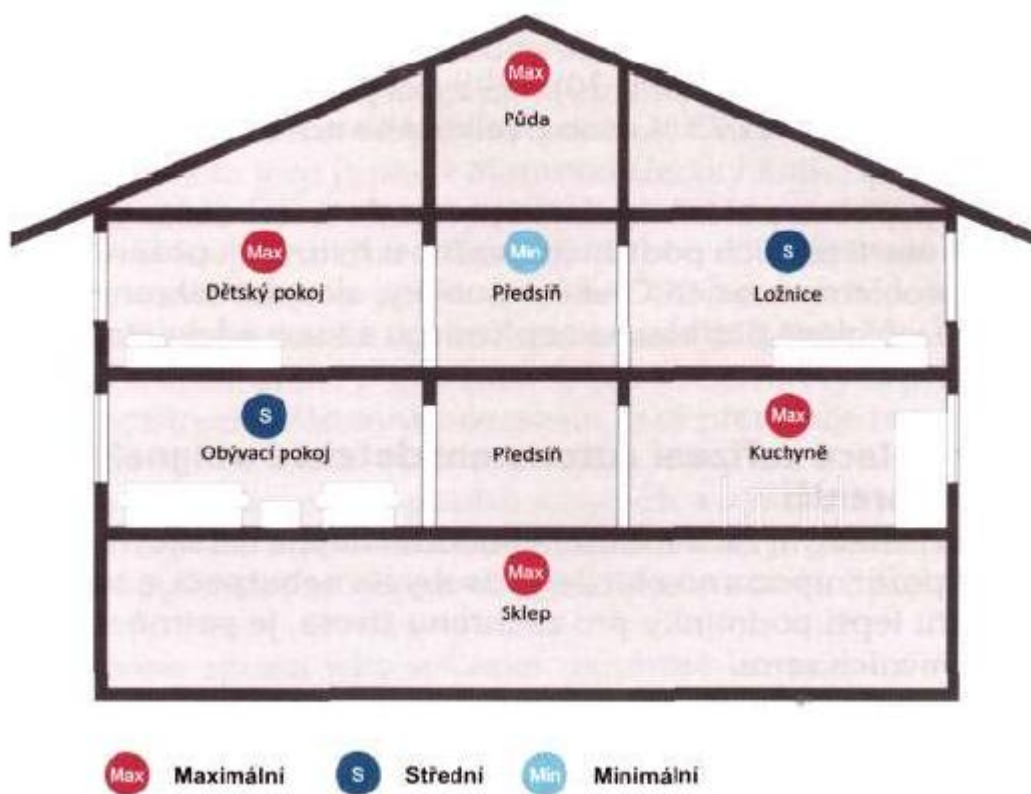 Max
Půda
Max Min S
Dětský pokoj Předsíň Ložnice
S Max
Obývací pokoj Předsíň Kuchyně
Max
Sklep
Max Maximální S Střední Min Minimální